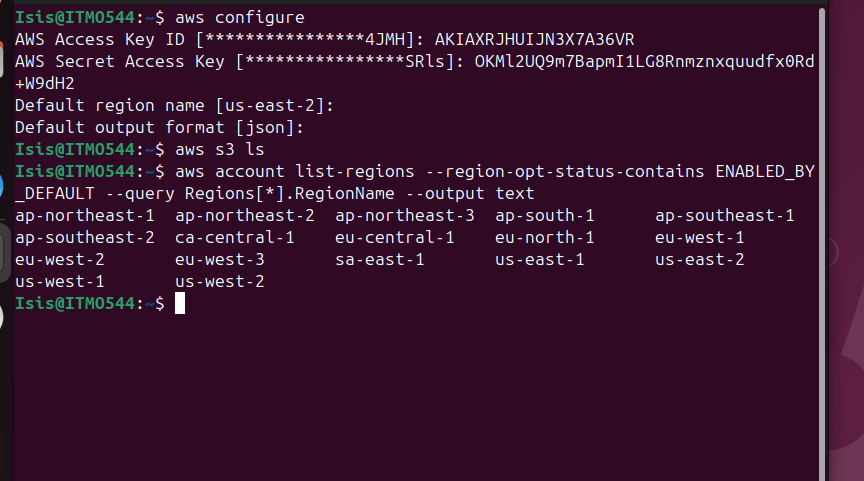 Isis@ITMO544:~$ aws configure
AWS Access Key ID [****************4JMH]: AKIAXRJHUIJN3X7A36VR
AWS Secret Access Key [****************SRls]: OKMl2UQ9m7BapmI1LG8Rnmznxquudfx0Rd
+W9dH2
Default region name [us-east-2]:
Default output format [json]:
Isis@ITMO544:~$ aws s3 ls
Isis@ITMO544:~$ aws account list-regions --region-opt-status-contains ENABLED_BY
_DEFAULT --query Regions[*].RegionName --output text
ap-northeast-1  ap-northeast-2  ap-northeast-3  ap-south-1      ap-southeast-1
ap-southeast-2  ca-central-1    eu-central-1    eu-north-1      eu-west-1
eu-west-2       eu-west-3       sa-east-1       us-east-1       us-east-2
us-west-1       us-west-2
Isis@ITMO544:~$